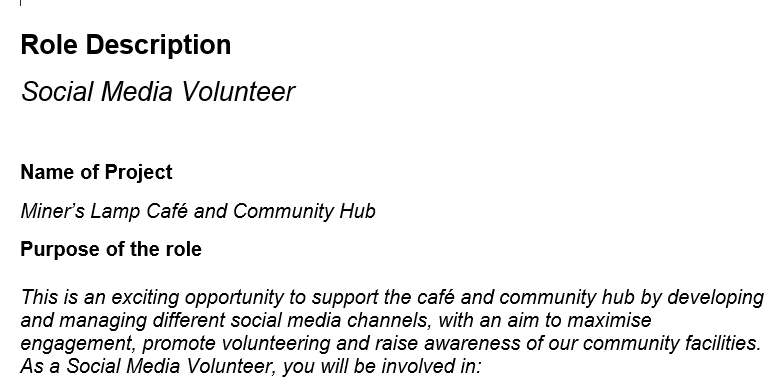 Role Description
Social Media Volunteer
Name of Project
Miner’s Lamp Café and Community Hub
Purpose of the role
This is an exciting opportunity to support the café and community hub by developing
and managing different social media channels, with an aim to maximise
engagement, promote volunteering and raise awareness of our community facilities.
As a Social Media Volunteer, you will be involved in: